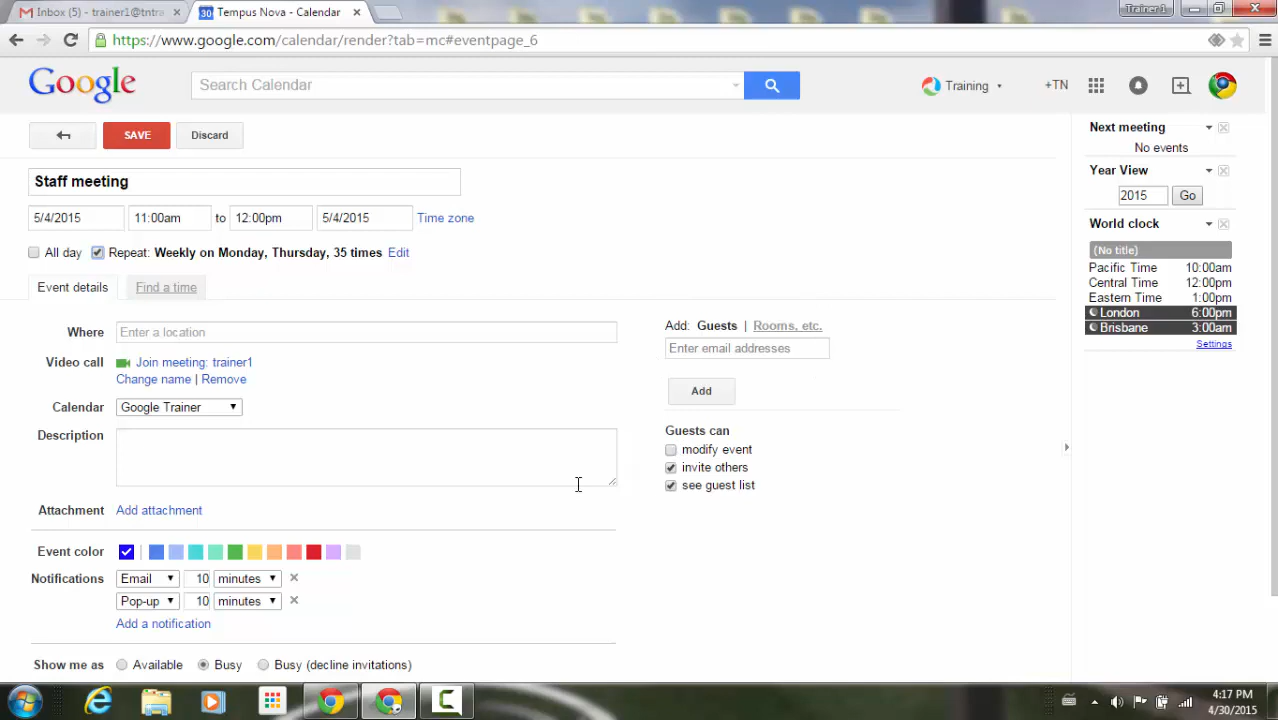 Inbox (5) - trainer1@tntra
Tempus Nova - Calendar
Trainer 1
https://www.google.com/calendar/render?tab=mc#eventpage_6
Google
Search Calendar
Training
+TN
SAVE
Discard
Staff meeting
5/4/2015
11:00am
to
12:00pm
5/4/2015
Time zone
All day
Repeat: Weekly on Monday, Thursday, 35 times
Edit
Event details
Find a time
Where
Enter a location
Video call
Join meeting: trainer1
Change name | Remove
Calendar
Google Trainer
Description
Attachment
Add attachment
Event color
Notifications
Email
10
minutes
Pop-up
10
minutes
Add a notification
Show me as
Available
Busy
Busy (decline invitations)
Add: Guests | Rooms, etc.
Enter email addresses
Add
Guests can
modify event
invite others
see guest list
Next meeting
No events
Year View
2015
Go
World clock
(No title)
Pacific Time 10:00am
Central Time 12:00pm
Eastern Time 1:00pm
London 6:00pm
Brisbane 3:00am
Settings
30
4:17 PM
4/30/2015